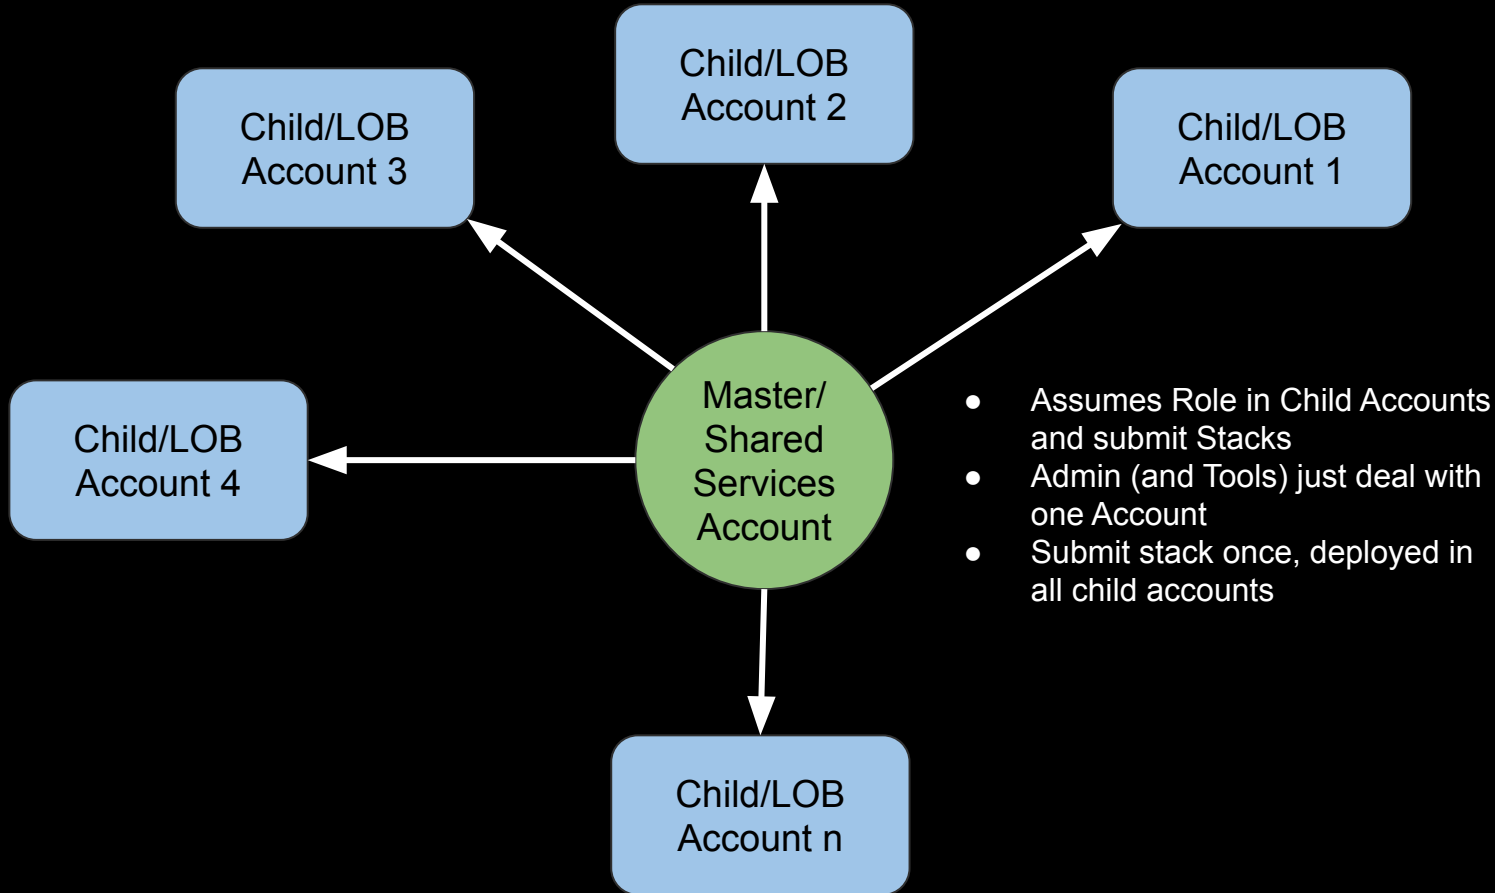 Child/LOB
Account 2
Child/LOB
Account 3
Child/LOB
Account 1
Master/
Shared
Services
Account
● Assumes Role in Child Accounts
and submit Stacks
● Admin (and Tools) just deal with
one Account
● Submit stack once, deployed in
all child accounts
Child/LOB
Account 4
Child/LOB
Account n